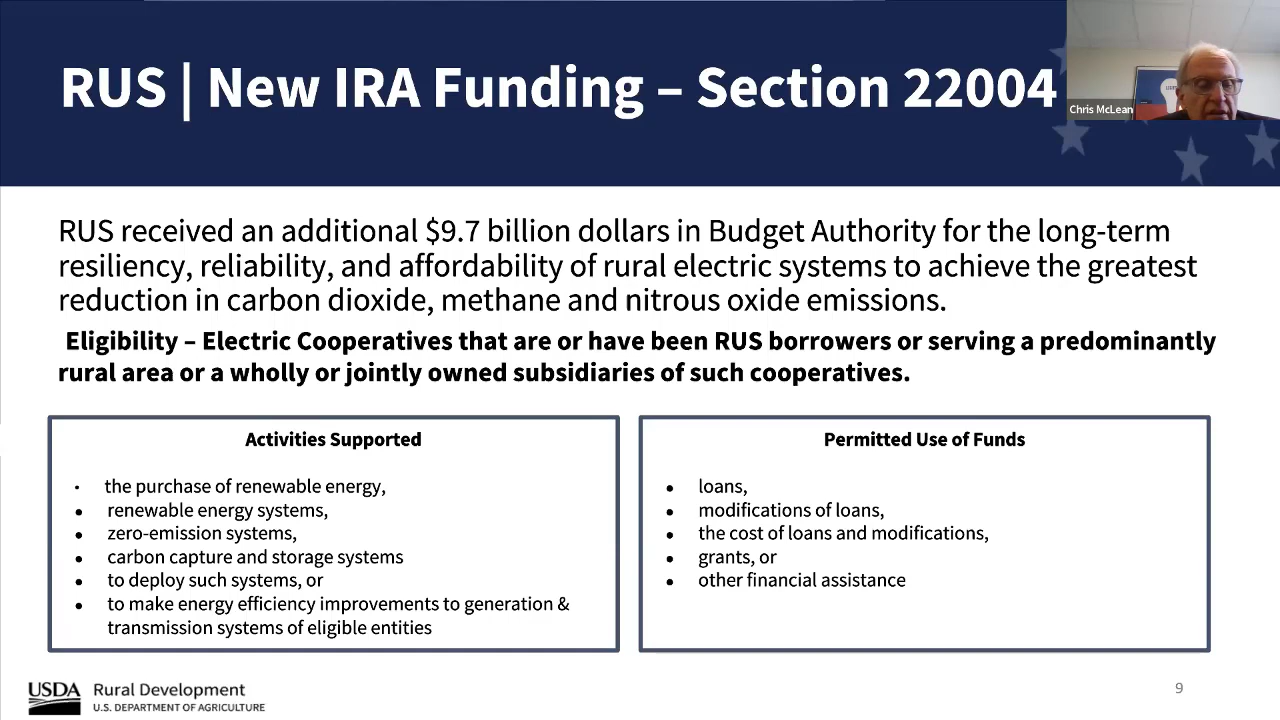 RUS | New IRA Funding – Section 22004
Chris McLean
RUS received an additional $9.7 billion dollars in Budget Authority for the long-term
resiliency, reliability, and affordability of rural electric systems to achieve the greatest
reduction in carbon dioxide, methane and nitrous oxide emissions.
Eligibility – Electric Cooperatives that are or have been RUS borrowers or serving a predominantly
rural area or a wholly or jointly owned subsidiaries of such cooperatives.
Activities Supported
• the purchase of renewable energy,
• renewable energy systems,
• zero-emission systems,
• carbon capture and storage systems
• to deploy such systems, or
• to make energy efficiency improvements to generation &
transmission systems of eligible entities
Permitted Use of Funds
• loans,
• modifications of loans,
• the cost of loans and modifications,
• grants, or
• other financial assistance
USDA
Rural Development
U.S. DEPARTMENT OF AGRICULTURE
9